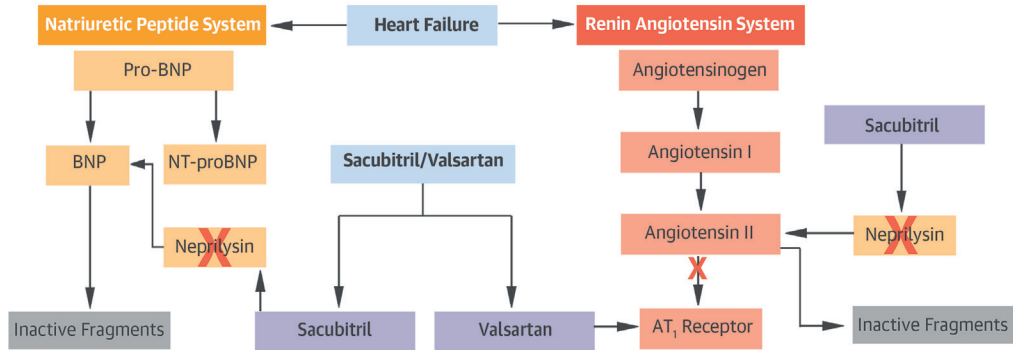 Natriuretic Peptide System
Heart Failure
Renin Angiotensin System
Pro-BNP
Angiotensinogen
Sacubitril
BNP
NT-proBNP
Sacubitril/Valsartan
Angiotensin I
Neprilysin
Angiotensin II
Neprilysin
Inactive Fragments
Sacubitril
Valsartan
AT₁ Receptor
Inactive Fragments